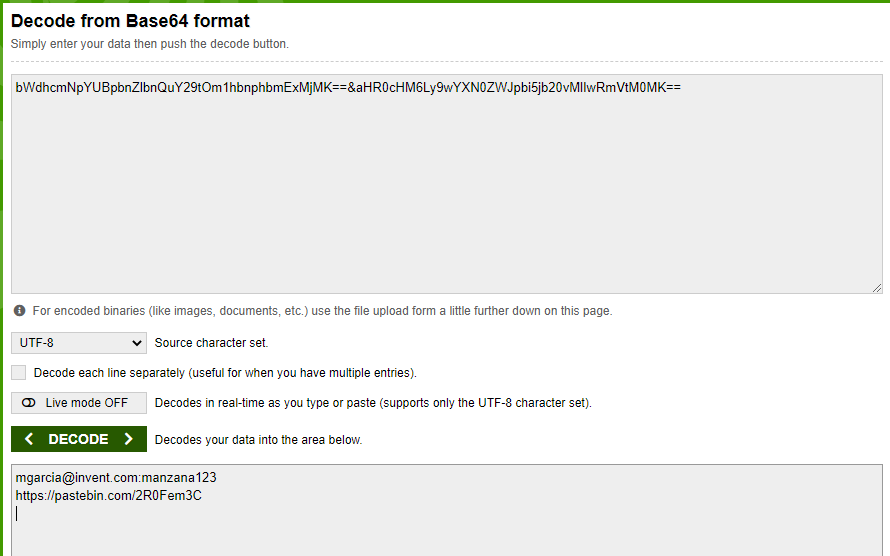 Decode from Base64 format
Simply enter your data then push the decode button.
bWdhcmNpYUBpbnZlbnQuY29tOm1hbnphbmExMjMK==&aHR0cHM6Ly9wYXN0ZWJpbi5jb20vMlIwRmVtM0MK==
For encoded binaries (like images, documents, etc.) use the file upload form a little further down on this page.
UTF-8 Source character set.
Decode each line separately (useful for when you have multiple entries).
Live mode OFF Decodes in real-time as you type or paste (supports only the UTF-8 character set).
DECODE Decodes your data into the area below.
mgarcia@invent.com:manzana123
https://pastebin.com/2R0Fem3C